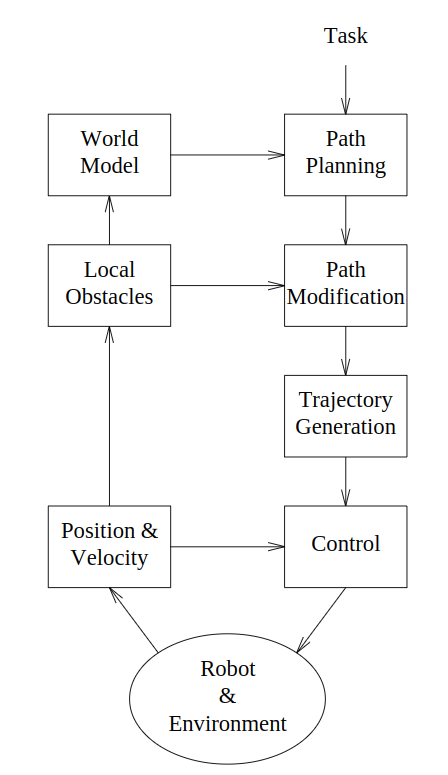 Task
World
Model
Path
Planning
Local
Obstacles
Path
Modification
Trajectory
Generation
Position &
Velocity
Control
Robot
&
Environment